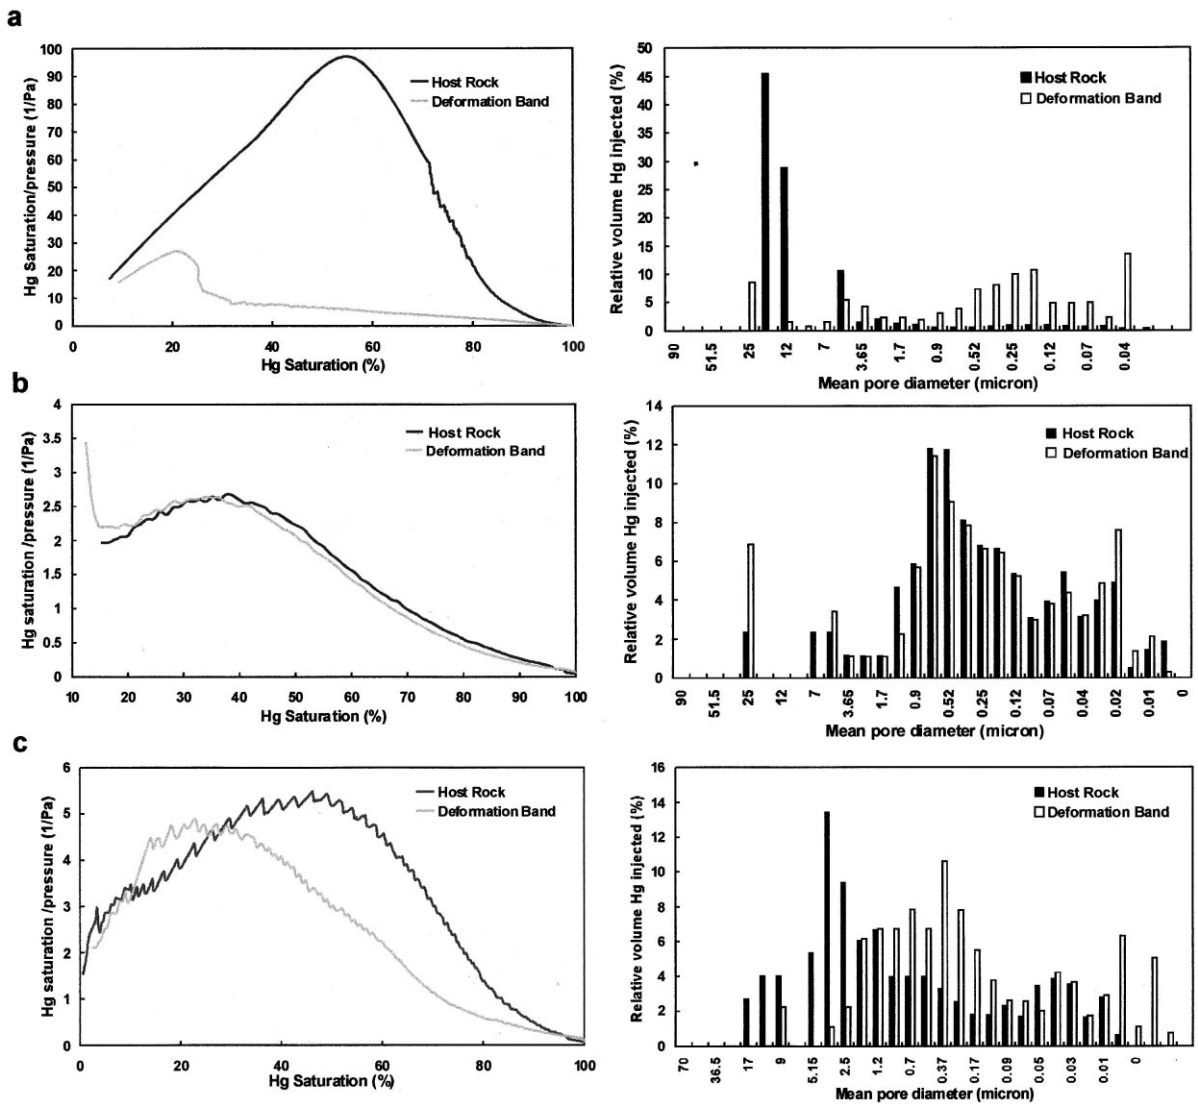 a
100
90
80
70
60
50
40
30
20
10
0
0 20 40 60 80 100
Hg Saturation/pressure (1/Pa)
Hg Saturation (%)
Host Rock
Deformation Band
50
45
40
35
30
25
20
15
10
5
0
90 51.5 25 12 7 3.65 1.7 0.9 0.52 0.25 0.12 0.07 0.04
Relative volume Hg injected (%)
Mean pore diameter (micron)
Host Rock
Deformation Band
b
4
3.5
3
2.5
2
1.5
1
0.5
0
10 20 30 40 50 60 70 80 90 100
Hg saturation /pressure (1/Pa)
Hg Saturation (%)
Host Rock
Deformation Band
14
12
10
8
6
4
2
0
90 51.5 25 12 7 3.65 1.7 0.9 0.52 0.25 0.12 0.07 0.04 0.02 0.01 0
Relative volume Hg injected (%)
Mean pore diameter (micron)
Host Rock
Deformation Band
c
6
5
4
3
2
1
0
0 20 40 60 80 100
Hg saturation /pressure (1/Pa)
Hg Saturation (%)
Host Rock
Deformation Band
16
14
12
10
8
6
4
2
0
70 36.5 17 9 5.15 2.5 1.2 0.7 0.37 0.17 0.09 0.05 0.03 0.01 0
Relative volume Hg injected (%)
Mean pore diameter (micron)
Host Rock
Deformation Band